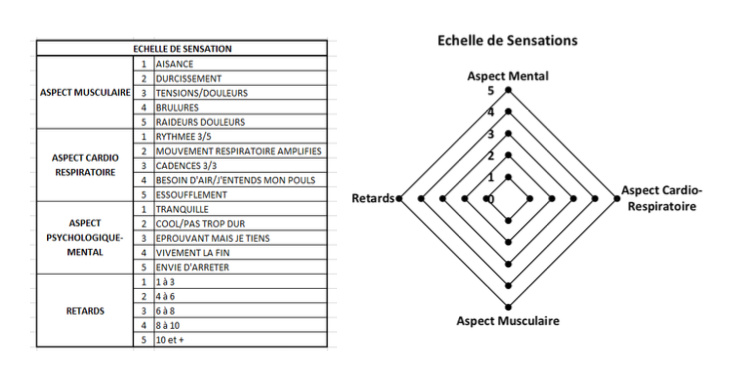 ECHELLE DE SENSATION
ASPECT MUSCULAIRE
1 AISANCE
2 DURCISSEMENT
3 TENSIONS/DOULEURS
4 BRULURES
5 RAIDEURS DOULEURS
ASPECT CARDIO
RESPIRATOIRE
1 RYTHMEE 3/5
2 MOUVEMENT RESPIRATOIRE AMPLIFIES
3 CADENCES 3/3
4 BESOIN D'AIR/J'ENTENDS MON POULS
5 ESSOUFFLEMENT
ASPECT
PSYCHOLOGIQUE-
MENTAL
1 TRANQUILLE
2 COOL/PAS TROP DUR
3 EPROUVANT MAIS JE TIENS
4 VIVEMENT LA FIN
5 ENVIE D'ARRETER
RETARDS
1 1 à 3
2 4 à 6
3 6 à 8
4 8 à 10
5 10 et +
Echelle de Sensations
Aspect Mental
5
4
3
2
1
0
Retards
Aspect Cardio-
Respiratoire
Aspect Musculaire